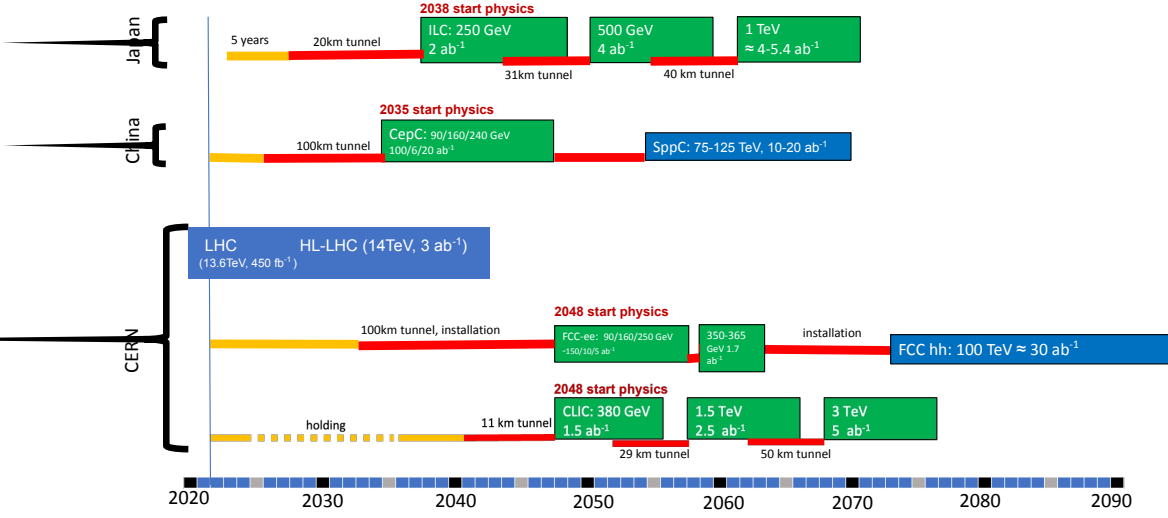 Japan
2038 start physics
5 years
20km tunnel
ILC: 250 GeV
2 ab-1
31km tunnel
500 GeV
4 ab-1
40 km tunnel
1 TeV
≈ 4-5.4 ab-1
China
2035 start physics
100km tunnel
CepC: 90/160/240 GeV
100/6/20 ab-1
SppC: 75-125 TeV, 10-20 ab-1
CERN
LHC HL-LHC (14TeV, 3 ab-1)
(13.6TeV, 450 fb-1)
2048 start physics
100km tunnel, installation
FCC-ee: 90/160/250 GeV
~150/10/5 ab-1
350-365
GeV 1.7
ab-1
installation
FCC hh: 100 TeV ≈ 30 ab-1
2048 start physics
holding
11 km tunnel
CLIC: 380 GeV
1.5 ab-1
29 km tunnel
1.5 TeV
2.5 ab-1
50 km tunnel
3 TeV
5 ab-1
2020 2030 2040 2050 2060 2070 2080 2090